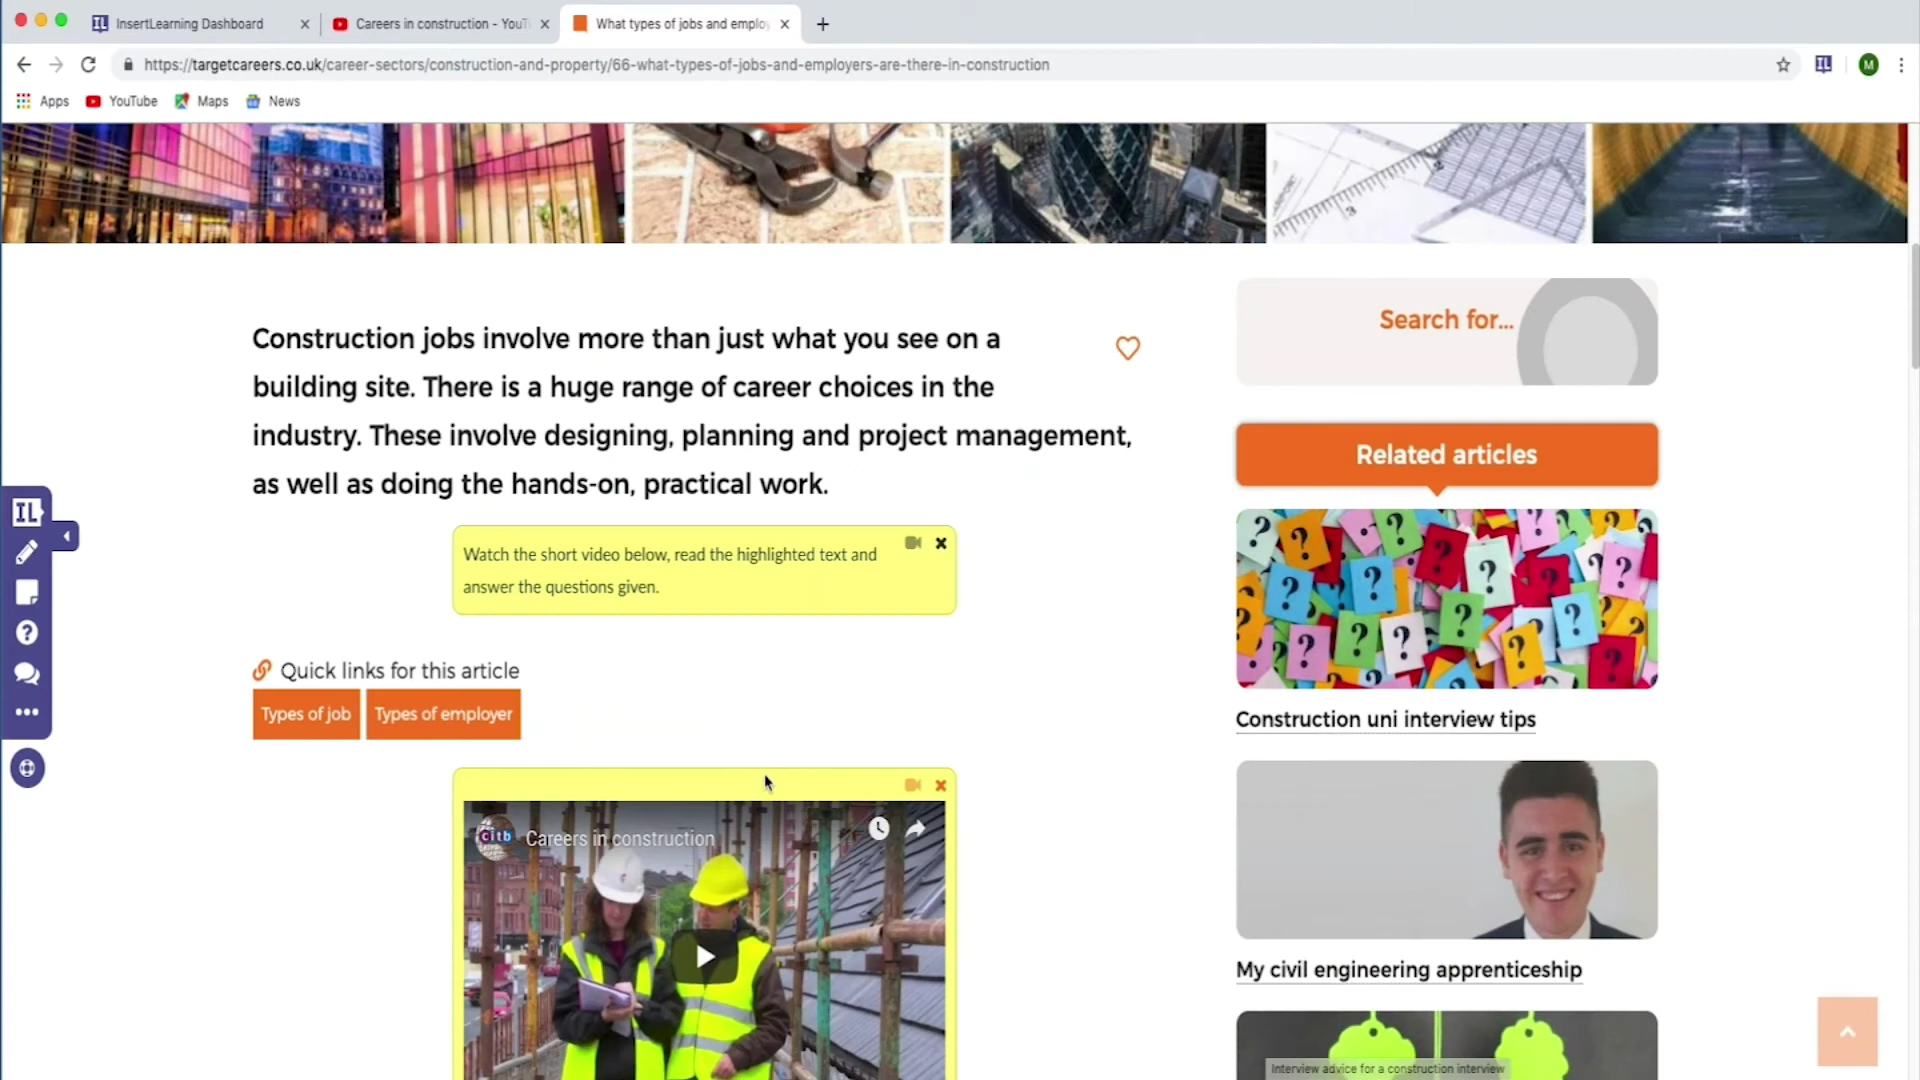 InsertLearning Dashboard
Careers in construction - YouT
What types of jobs and emplo
https://targetcareers.co.uk/career-sectors/construction-and-property/66-what-types-of-jobs-and-employers-are-there-in-construction
IL
M
Apps
YouTube
Maps
News
Construction jobs involve more than just what you see on a
building site. There is a huge range of career choices in the
industry. These involve designing, planning and project management,
as well as doing the hands-on, practical work.
Search for...
Related articles
IL
Watch the short video below, read the highlighted text and
answer the questions given.
Quick links for this article
Types of job
Types of employer
Construction uni interview tips
citb
Careers in construction
My civil engineering apprenticeship
Interview advice for a construction interview